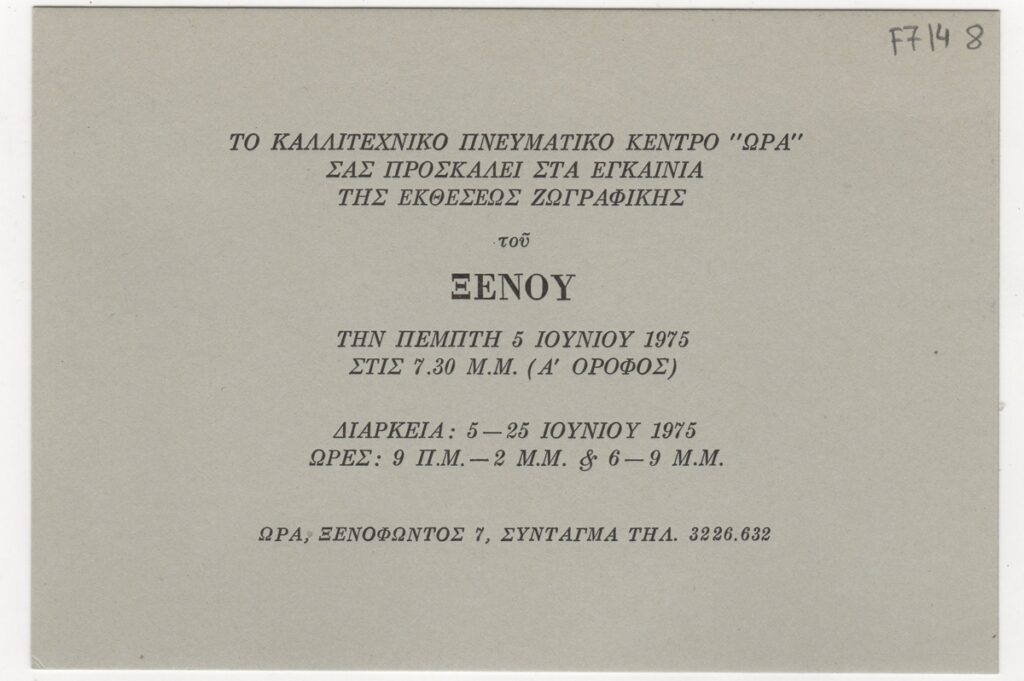 F7 14 8
ΤΟ ΚΑΛΛΙΤΕΧΝΙΚΟ ΠΝΕΥΜΑΤΙΚΟ ΚΕΝΤΡΟ "ΩΡΑ"
ΣΑΣ ΠΡΟΣΚΑΛΕΙ ΣΤΑ ΕΓΚΑΙΝΙΑ
ΤΗΣ ΕΚΘΕΣΕΩΣ ΖΩΓΡΑΦΙΚΗΣ
τοῦ
ΞΕΝΟΥ
ΤΗΝ ΠΕΜΠΤΗ 5 ΙΟΥΝΙΟΥ 1975
ΣΤΙΣ 7.30 Μ.Μ. (Α' ΟΡΟΦΟΣ)
ΔΙΑΡΚΕΙΑ: 5—25 ΙΟΥΝΙΟΥ 1975
ΩΡΕΣ: 9 Π.Μ.—2 Μ.Μ. & 6—9 Μ.Μ.
ΩΡΑ, ΞΕΝΟΦΩΝΤΟΣ 7, ΣΥΝΤΑΓΜΑ ΤΗΛ. 3226.632